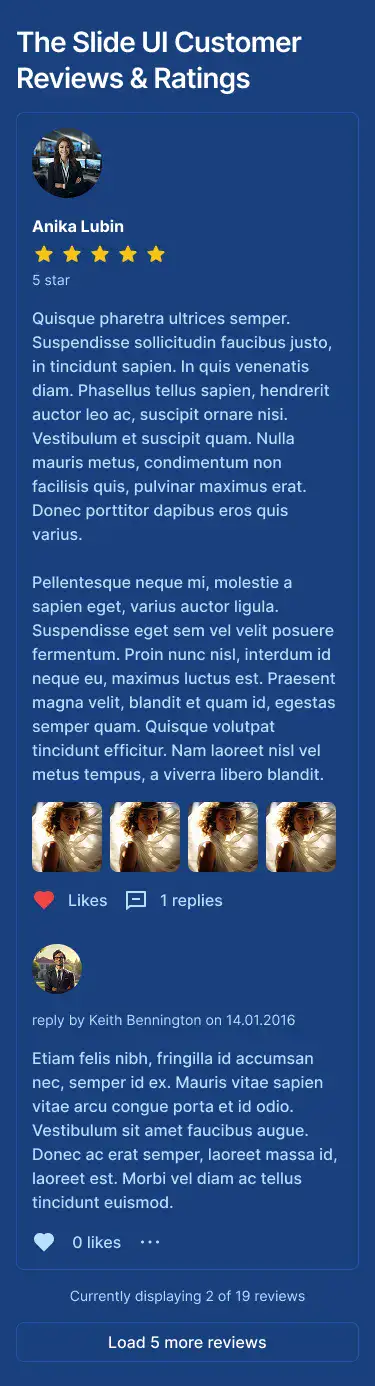 The Slide UI Customer
Reviews & Ratings
Anika Lubin
5 star
Quisque pharetra ultrices semper.
Suspendisse sollicitudin faucibus justo,
in tincidunt sapien. In quis venenatis
diam. Phasellus tellus sapien, hendrerit
auctor leo ac, suscipit ornare nisi.
Vestibulum et suscipit quam. Nulla
mauris metus, condimentum non
facilisis quis, pulvinar maximus erat.
Donec porttitor dapibus eros quis
varius.
Pellentesque neque mi, molestie a
sapien eget, varius auctor ligula.
Suspendisse eget sem vel velit posuere
fermentum. Proin nunc nisl, interdum id
neque eu, maximus luctus est. Praesent
magna velit, blandit et quam id, egestas
semper quam. Quisque volutpat
tincidunt efficitur. Nam laoreet nisl vel
metus tempus, a viverra libero blandit.
Likes 1 replies
reply by Keith Bennington on 14.01.2016
Etiam felis nibh, fringilla id accumsan
nec, semper id ex. Mauris vitae sapien
vitae arcu congue porta et id odio.
Vestibulum sit amet faucibus augue.
Donec ac erat semper, laoreet massa id,
laoreet est. Morbi vel diam ac tellus
tincidunt euismod.
0 likes
Currently displaying 2 of 19 reviews
Load 5 more reviews